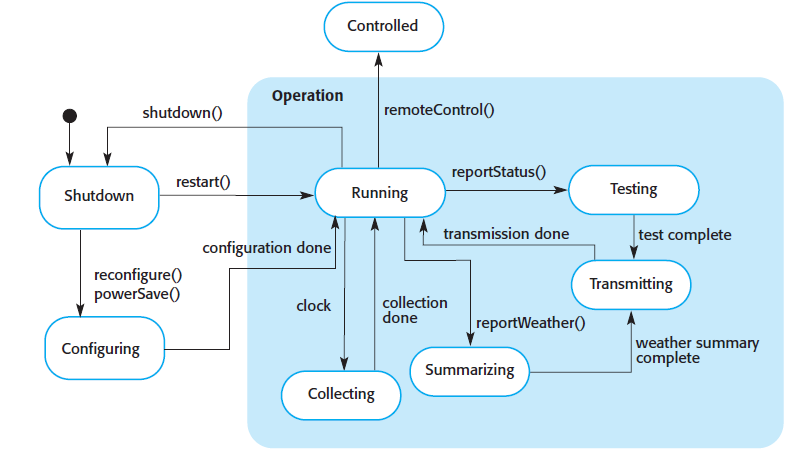 Controlled
Operation
shutdown()
remoteControl()
reportStatus()
restart()
Shutdown
Running
Testing
configuration done
transmission done
test complete
reconfigure()
powerSave()
Transmitting
clock
collection
done
reportWeather()
Configuring
Summarizing
weather summary
complete
Collecting